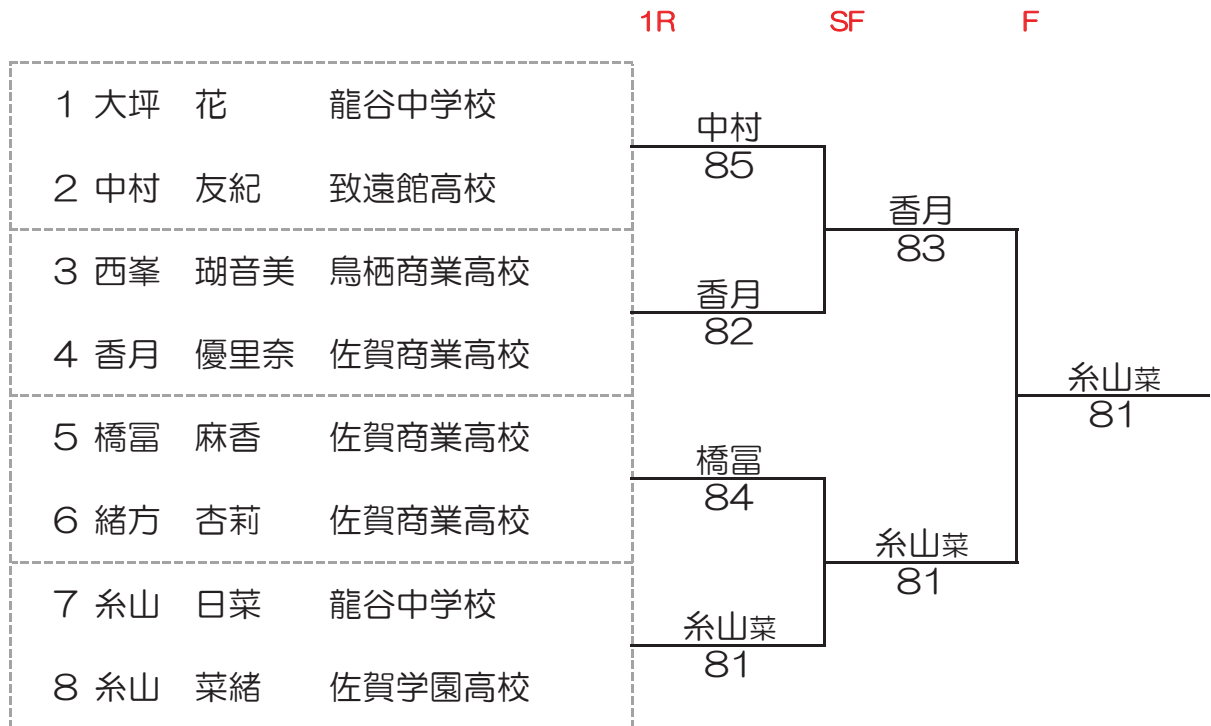 1R SF F
1 大坪 花 龍谷中学校
中村
85
2 中村 友紀 致遠館高校
香月
83
3 西峯 瑚音美 鳥栖商業高校
香月
82
4 香月 優里奈 佐賀商業高校
糸山菜
81
5 橋冨 麻香 佐賀商業高校
橋冨
84
6 緒方 杏莉 佐賀商業高校
糸山菜
81
7 糸山 日菜 龍谷中学校
糸山菜
81
8 糸山 菜緒 佐賀学園高校